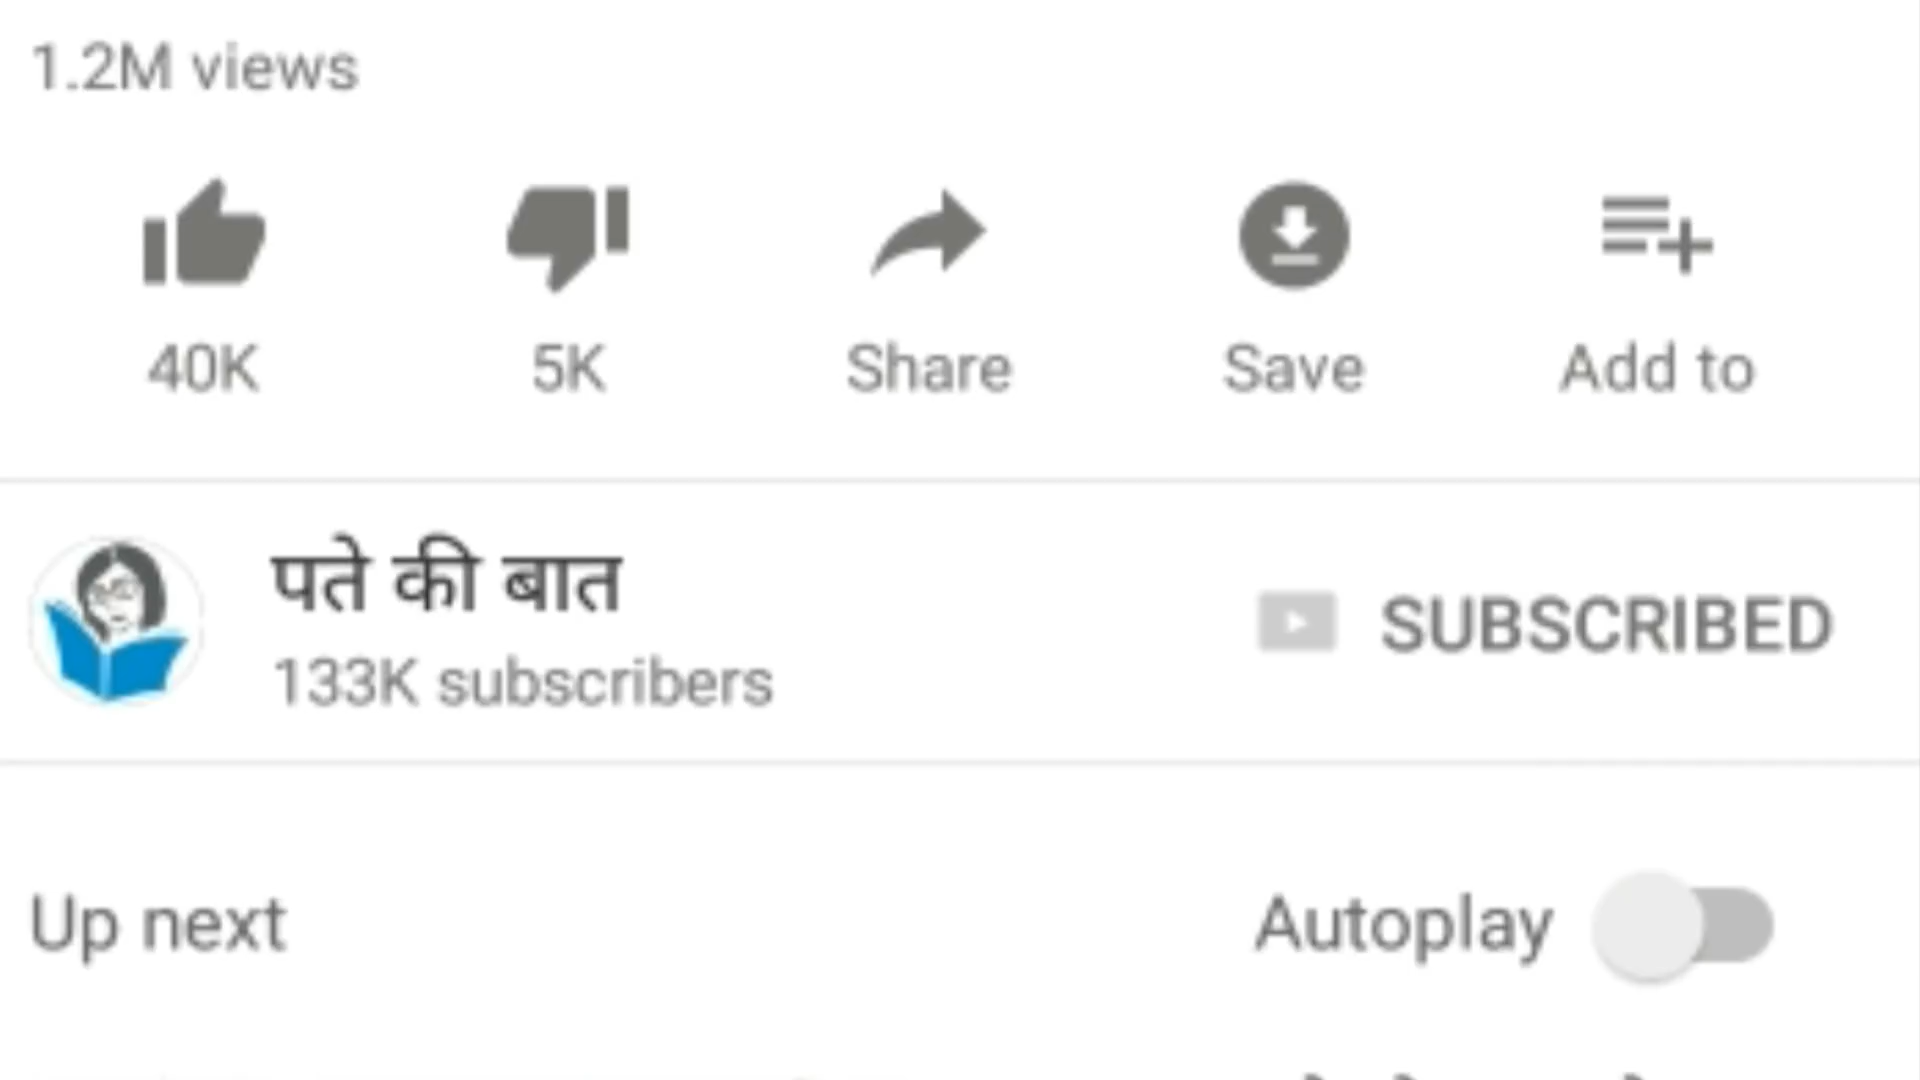 1.2M views
40K 5K Share Save Add to
पते की बात
133K subscribers
SUBSCRIBED
Up next Autoplay